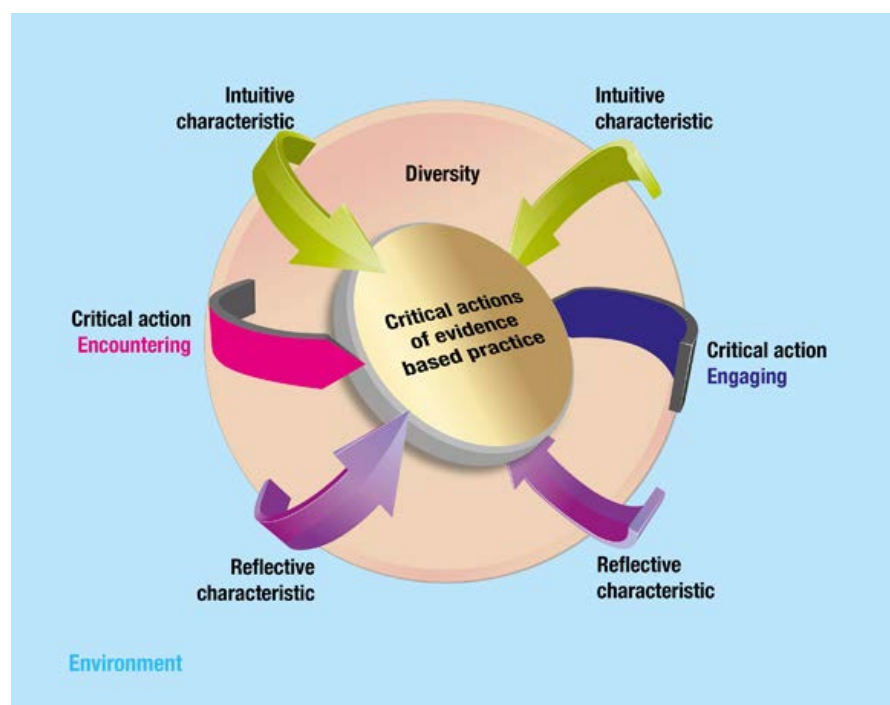 Intuitive
characteristic
Intuitive
characteristic
Diversity
Critical actions
of evidence
based practice
Critical action
Encountering
Critical action
Engaging
Reflective
characteristic
Reflective
characteristic
Environment